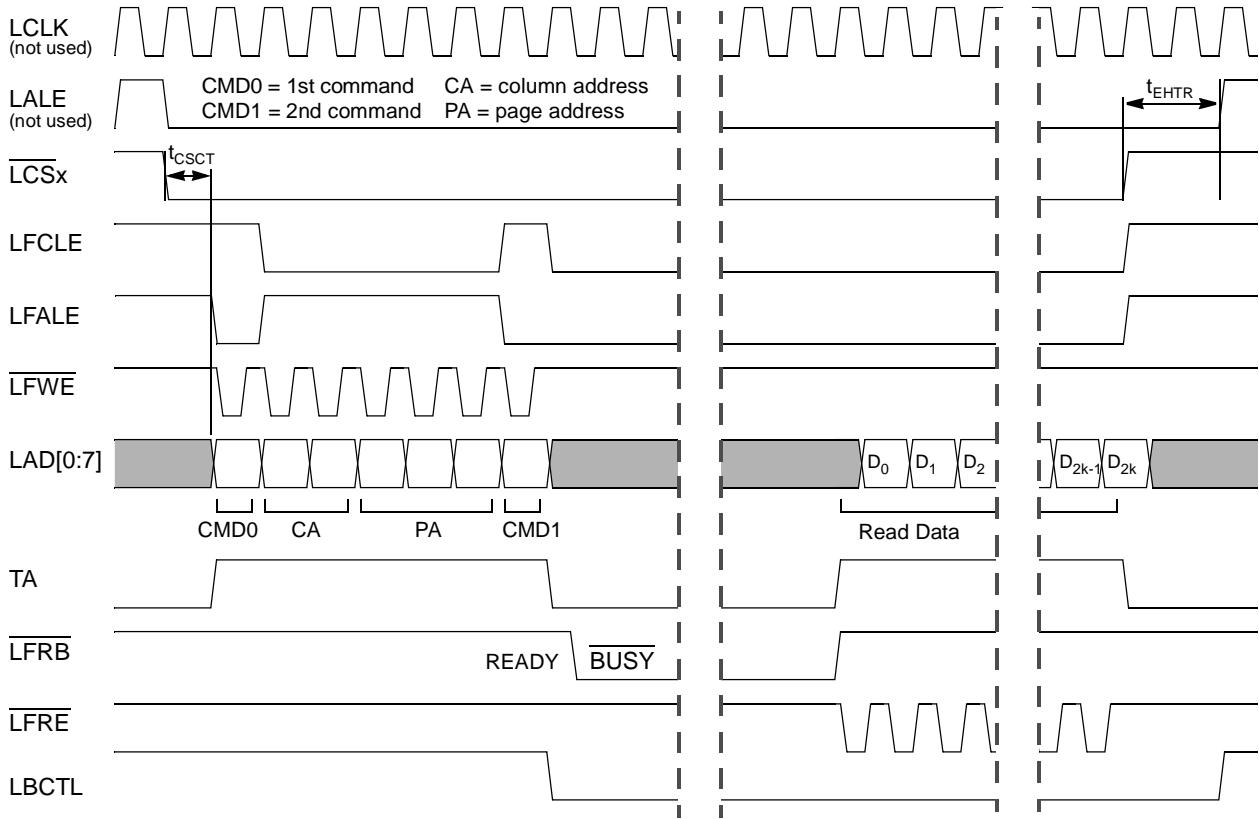 LCLK
(not used)
LALE
(not used)
CMD0 = 1st command CA = column address
CMD1 = 2nd command PA = page address
tEHTR
tCSCT
LCSx
LFCLE
LFALE
LFWE
LAD[0:7]
D0 D1 D2 D2k-1 D2k
CMD0 CA PA CMD1 Read Data
TA
LFRB
READY BUSY
LFRE
LBCTL